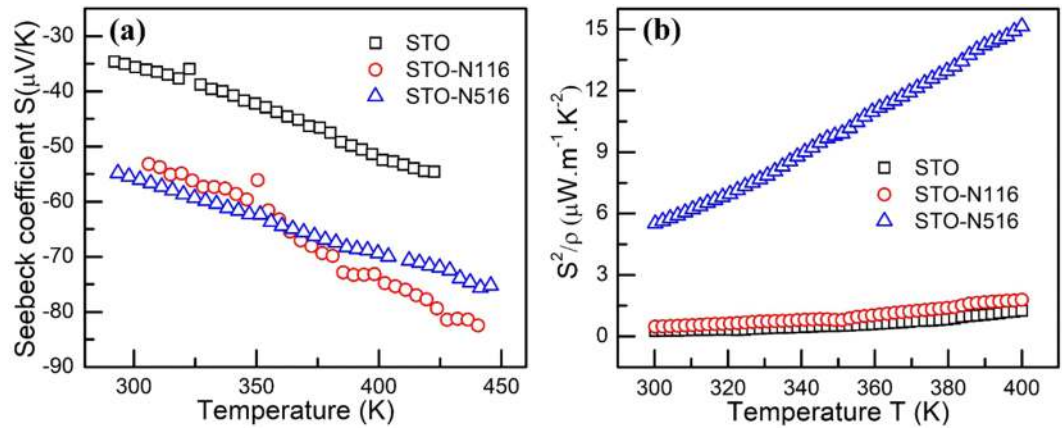 (a)
STO
STO-N116
STO-N516
Seebeck coefficient S(μV/K)
-30
-40
-50
-60
-70
-80
-90
300 350 400 450
Temperature (K)
(b)
STO
STO-N116
STO-N516
S²/ρ (μW.m⁻¹.K⁻²)
15
12
9
6
3
0
300 320 340 360 380 400
Temperature T (K)